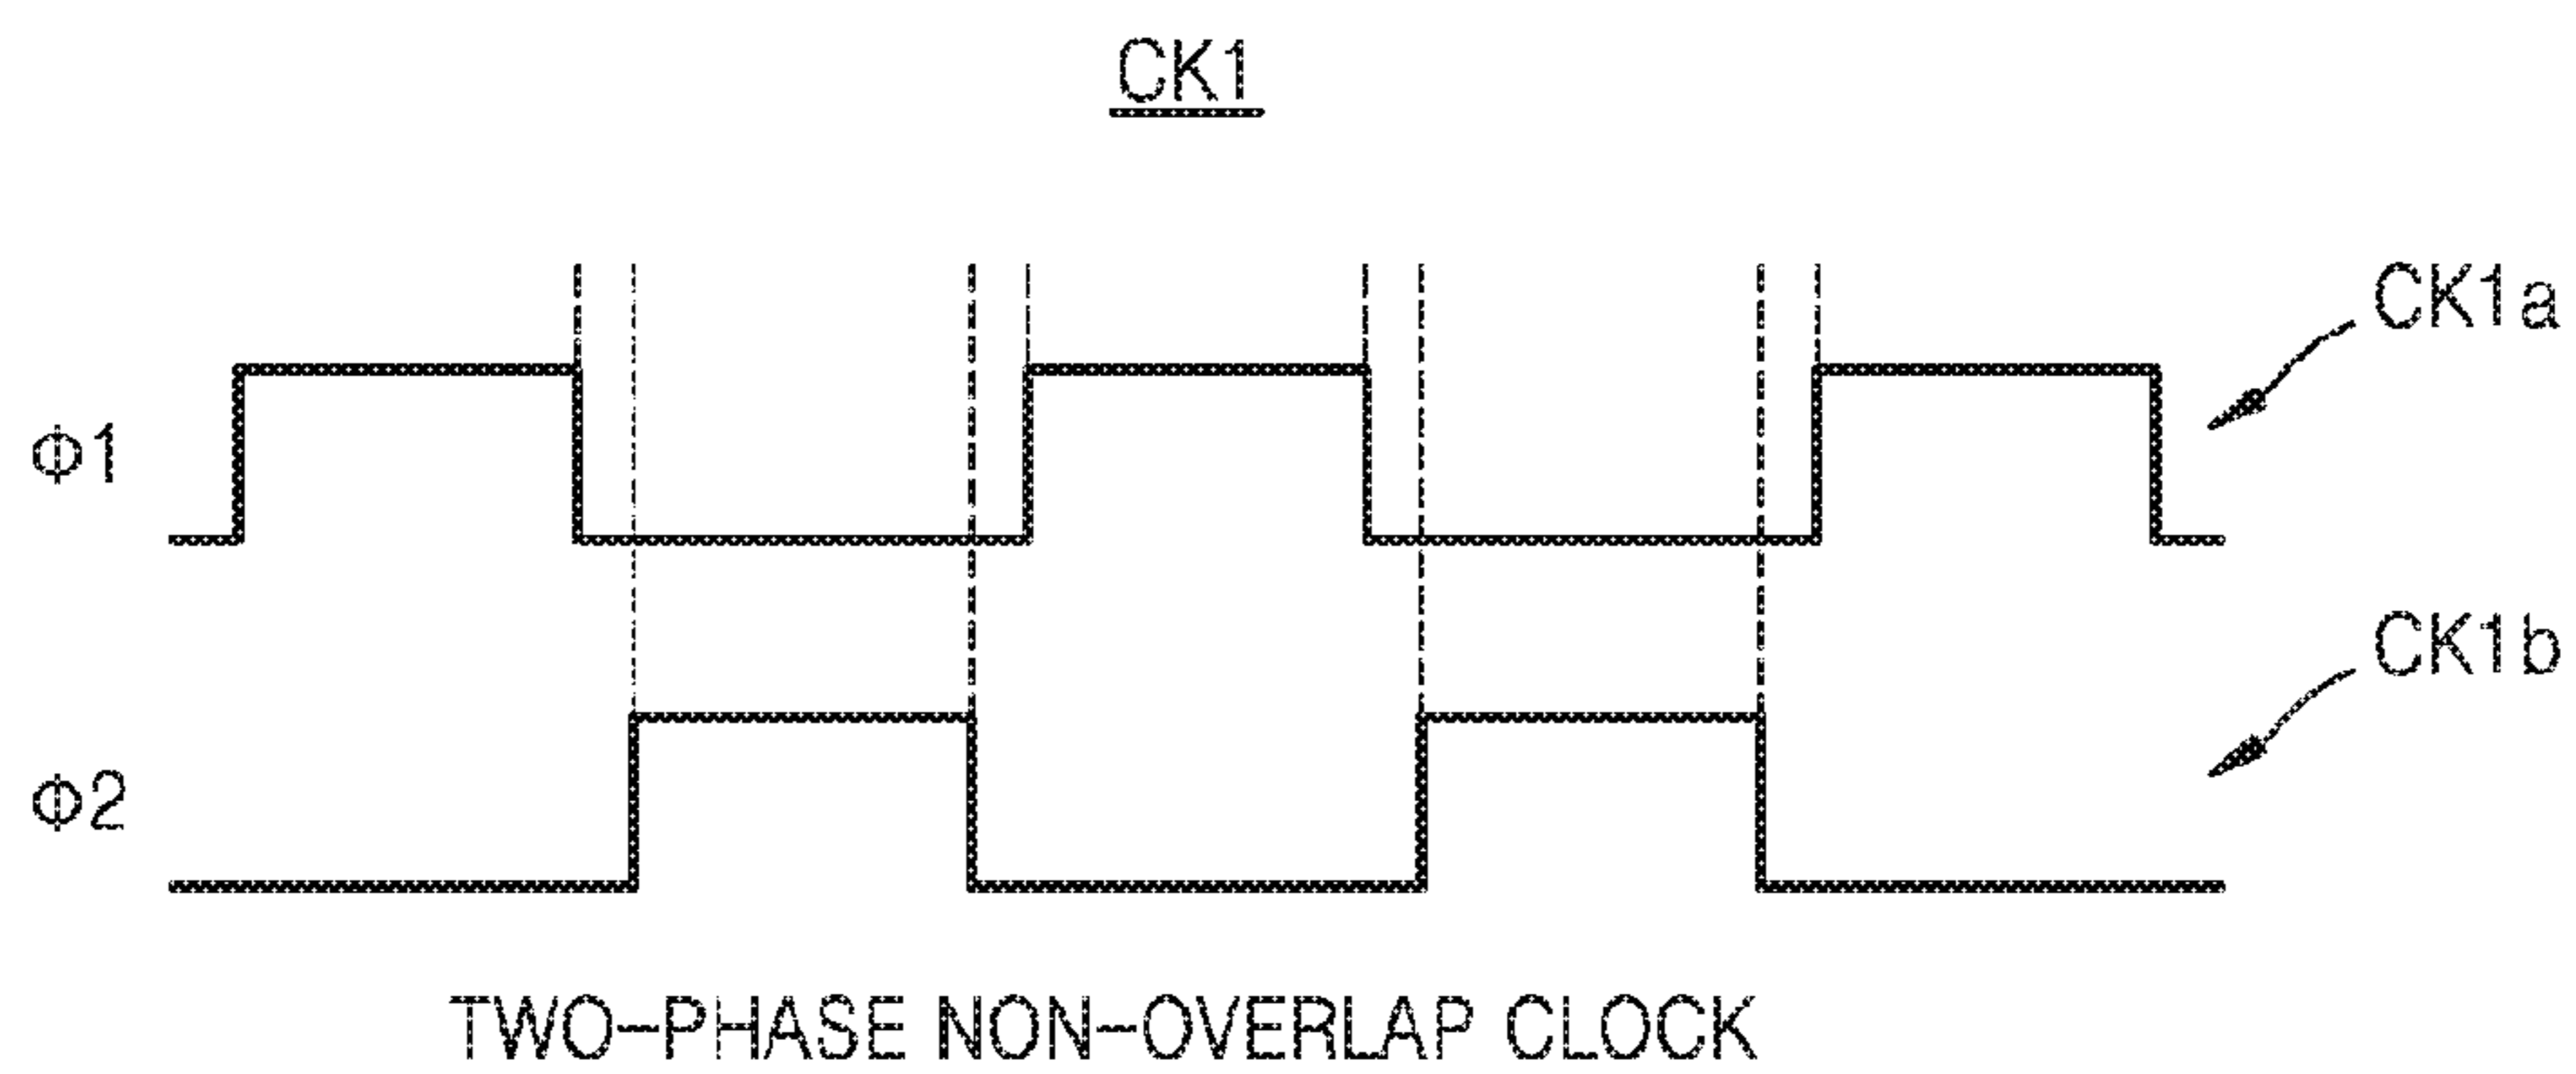 CK1
CK1a
Φ1
CK1b
Φ2
TWO-PHASE NON-OVERLAP CLOCK